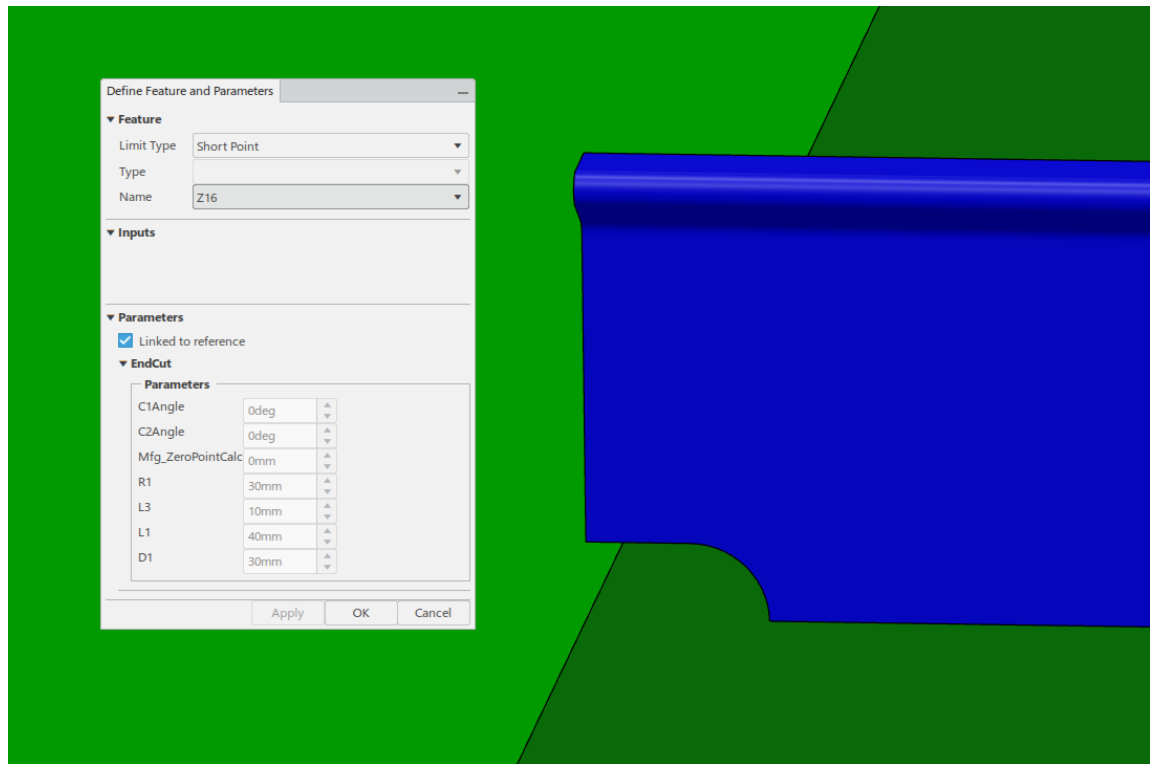 Define Feature and Parameters
Feature
Limit Type Short Point
Type
Name Z16
Inputs
Parameters
Linked to reference
EndCut
Parameters
C1Angle 0deg
C2Angle 0deg
Mfg_ZeroPointCalc 0mm
R1 30mm
L3 10mm
L1 40mm
D1 30mm
Apply OK Cancel